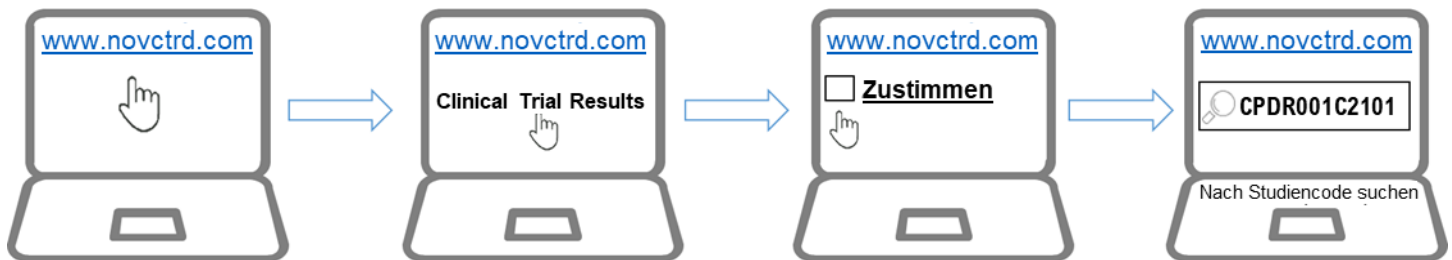 www.novctrd.com
www.novctrd.com
Clinical Trial Results
www.novctrd.com
Zustimmen
www.novctrd.com
CPDR001C2101
Nach Studiencode suchen